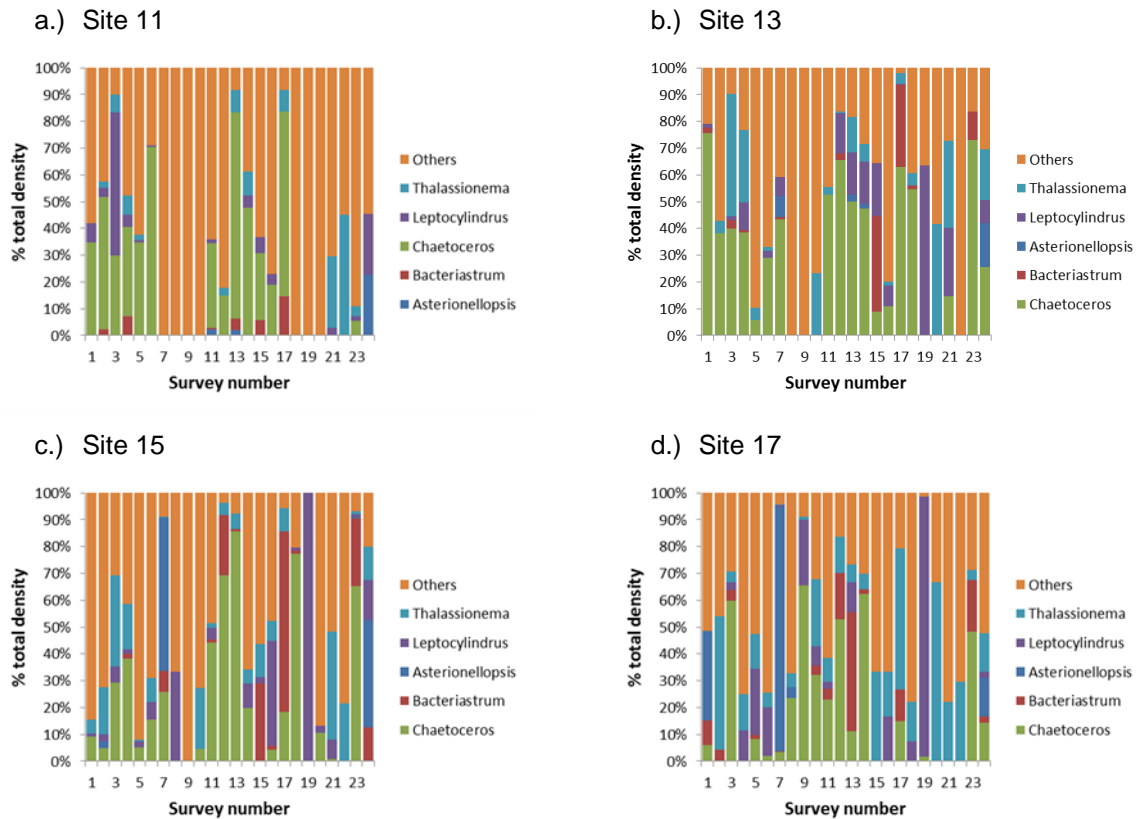 a.) Site 11
100%
90%
80%
70%
60%
50%
40%
30%
20%
10%
0%
% total density
1 3 5 7 9 11 13 15 17 19 21 23
Survey number
Others
Thalassionema
Leptocylindrus
Chaetoceros
Bacteriastrum
Asterionellopsis
b.) Site 13
100%
90%
80%
70%
60%
50%
40%
30%
20%
10%
0%
% total density
1 3 5 7 9 11 13 15 17 19 21 23
Survey number
Others
Thalassionema
Leptocylindrus
Asterionellopsis
Bacteriastrum
Chaetoceros
c.) Site 15
100%
90%
80%
70%
60%
50%
40%
30%
20%
10%
0%
% total density
1 3 5 7 9 11 13 15 17 19 21 23
Survey number
Others
Thalassionema
Leptocylindrus
Asterionellopsis
Bacteriastrum
Chaetoceros
d.) Site 17
100%
90%
80%
70%
60%
50%
40%
30%
20%
10%
0%
% total density
1 3 5 7 9 11 13 15 17 19 21 23
Survey number
Others
Thalassionema
Leptocylindrus
Asterionellopsis
Bacteriastrum
Chaetoceros